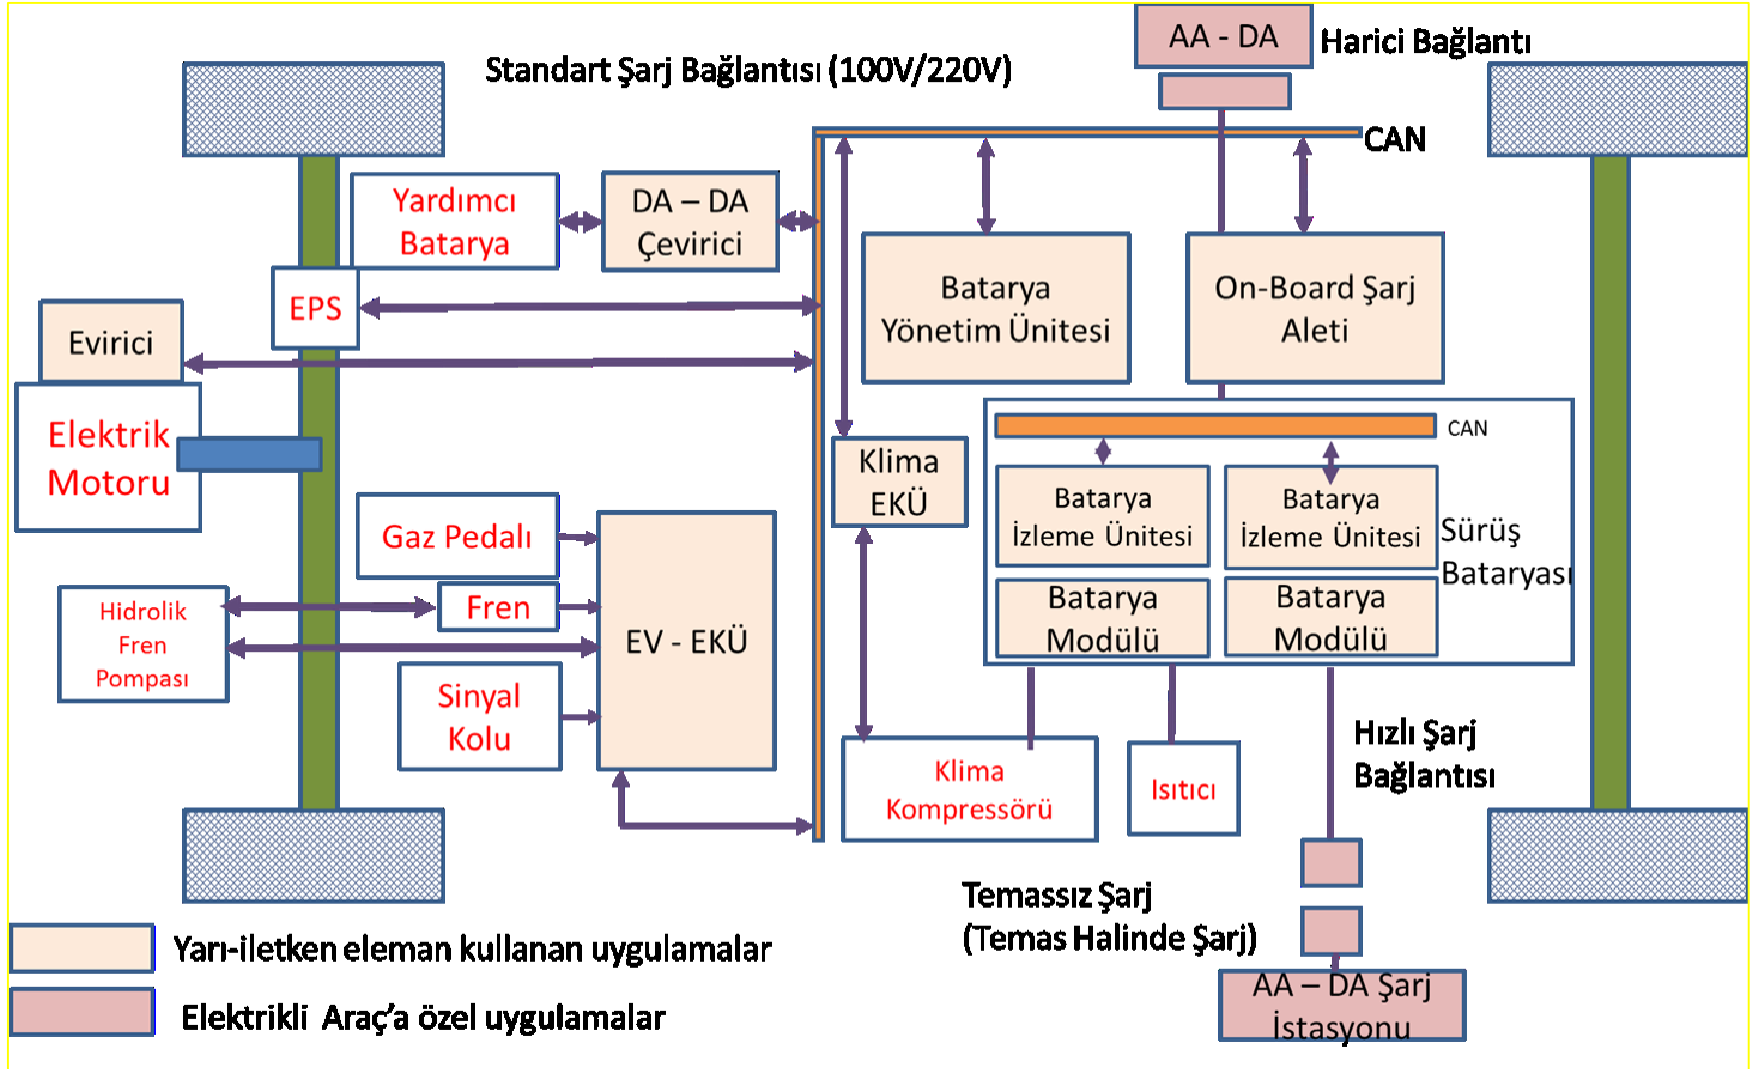 AA - DA
Harici Bağlantı
Standart Şarj Bağlantısı (100V/220V)
CAN
Yardımcı
Batarya
DA – DA
Çevirici
EPS
Evirici
Elektrik
Motoru
Batarya
Yönetim Ünitesi
On-Board Şarj
Aleti
CAN
Klima
EKÜ
Batarya
İzleme Ünitesi
Batarya
İzleme Ünitesi
Sürüş
Bataryası
Batarya
Modülü
Batarya
Modülü
Gaz Pedalı
Fren
Hidrolik
Fren
Pompası
EV - EKÜ
Sinyal
Kolu
Klima
Kompressörü
Isıtıcı
Hızlı Şarj
Bağlantısı
Temassız Şarj
(Temas Halinde Şarj)
AA – DA Şarj
İstasyonu
Yarı-iletken eleman kullanan uygulamalar
Elektrikli Araç’a özel uygulamalar